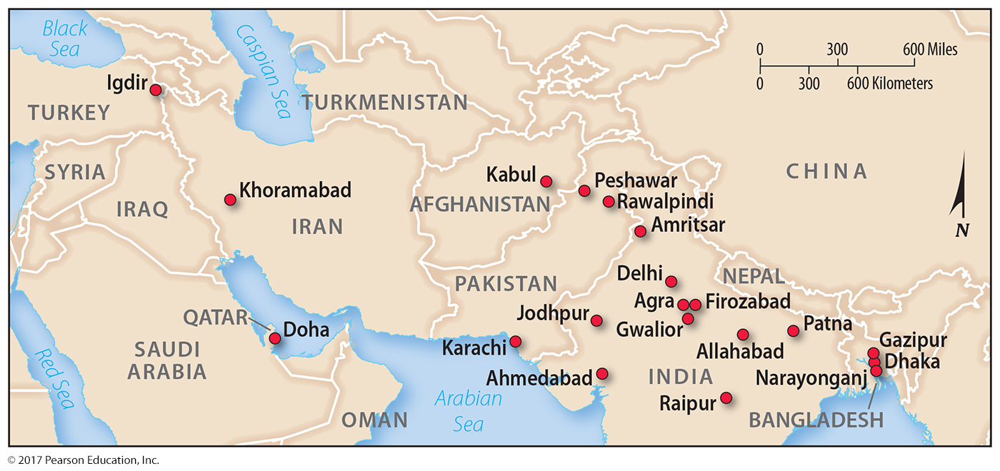 Black
Sea
Caspian Sea
0 300 600 Miles
0 300 600 Kilometers
Igdir
TURKEY
TURKMENISTAN
SYRIA
Kabul
Peshawar
CHINA
Khoramabad
IRAQ
AFGHANISTAN
Rawalpindi
IRAN
Amritsar
N
Delhi
NEPAL
PAKISTAN
Agra
Firozabad
QATAR
Jodhpur
Doha
Gwalior
Patna
Karachi
Allahabad
Gazipur
SAUDI
ARABIA
Dhaka
Red Sea
Ahmedabad
INDIA
Narayonganj
Arabian
Sea
Raipur
OMAN
BANGLADESH
© 2017 Pearson Education, Inc.